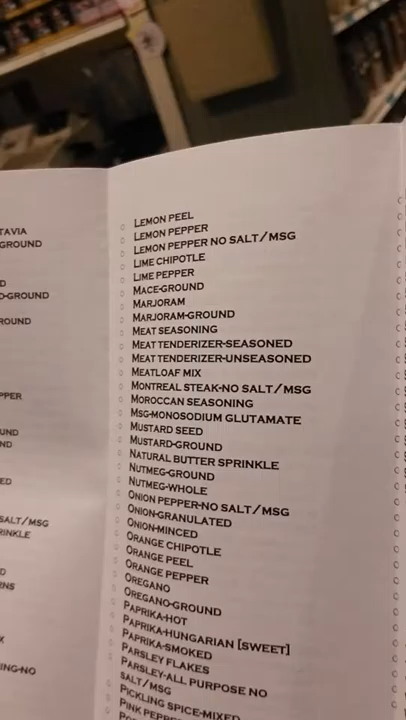 TAVIA
GROUND
D
D-GROUND
ROUND
PPER
UND
ND
ED
SALT/MSG
RINKLE
D
RNS
X
ING-NO
LEMON PEEL
LEMON PEPPER
LEMON PEPPER NO SALT/MSG
LIME CHIPOTLE
LIME PEPPER
MACE-GROUND
MARJORAM
MARJORAM-GROUND
MEAT SEASONING
MEAT TENDERIZER-SEASONED
MEAT TENDERIZER-UNSEASONED
MEATLOAF MIX
MONTREAL STEAK-NO SALT/MSG
MOROCCAN SEASONING
MSG-MONOSODIUM GLUTAMATE
MUSTARD SEED
MUSTARD-GROUND
NATURAL BUTTER SPRINKLE
NUTMEG-GROUND
NUTMEG-WHOLE
ONION PEPPER-NO SALT/MSG
ONION-GRANULATED
ONION-MINCED
ORANGE CHIPOTLE
ORANGE PEEL
ORANGE PEPPER
OREGANO
OREGANO-GROUND
PAPRIKA-HOT
PAPRIKA-HUNGARIAN [SWEET]
PAPRIKA-SMOKED
PARSLEY FLAKES
PARSLEY-ALL PURPOSE NO
SALT/MSG
PICKLING SPICE-MIXED
PINK